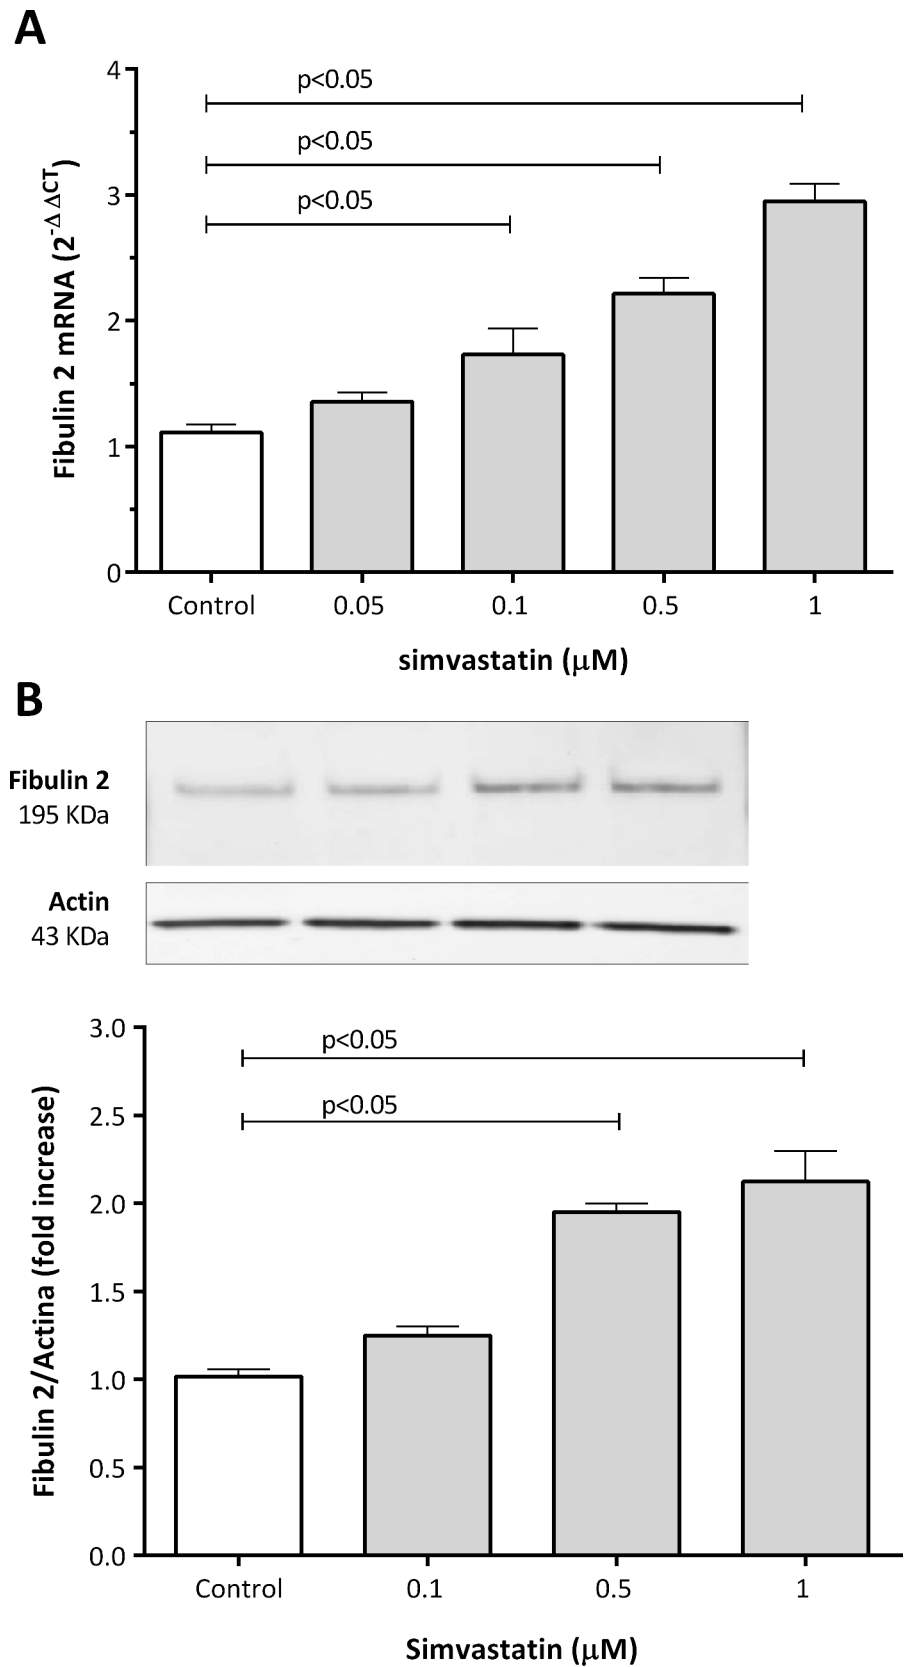 A
4
p<0.05
p<0.05
3
p<0.05
2
1
0
Fibulin 2 mRNA (2-Δ ΔCT)
Control 0.05 0.1 0.5 1
simvastatin (μM)
B
Fibulin 2
195 KDa
Actin
43 KDa
3.0
p<0.05
2.5
p<0.05
2.0
1.5
1.0
0.5
0.0
Fibulin 2/Actina (fold increase)
Control 0.1 0.5 1
Simvastatin (μM)